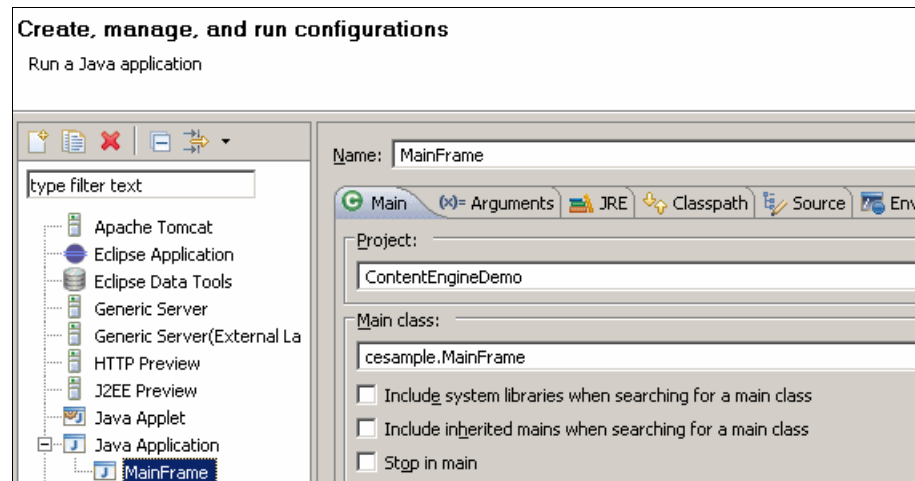 Create, manage, and run configurations
Run a Java application
type filter text
Apache Tomcat
Eclipse Application
Eclipse Data Tools
Generic Server
Generic Server(External La
HTTP Preview
J2EE Preview
Java Applet
Java Application
MainFrame
Name: MainFrame
Main (x)= Arguments JRE Classpath Source Env
Project:
ContentEngineDemo
Main class:
cesample.MainFrame
Include system libraries when searching for a main class
Include inherited mains when searching for a main class
Stop in main